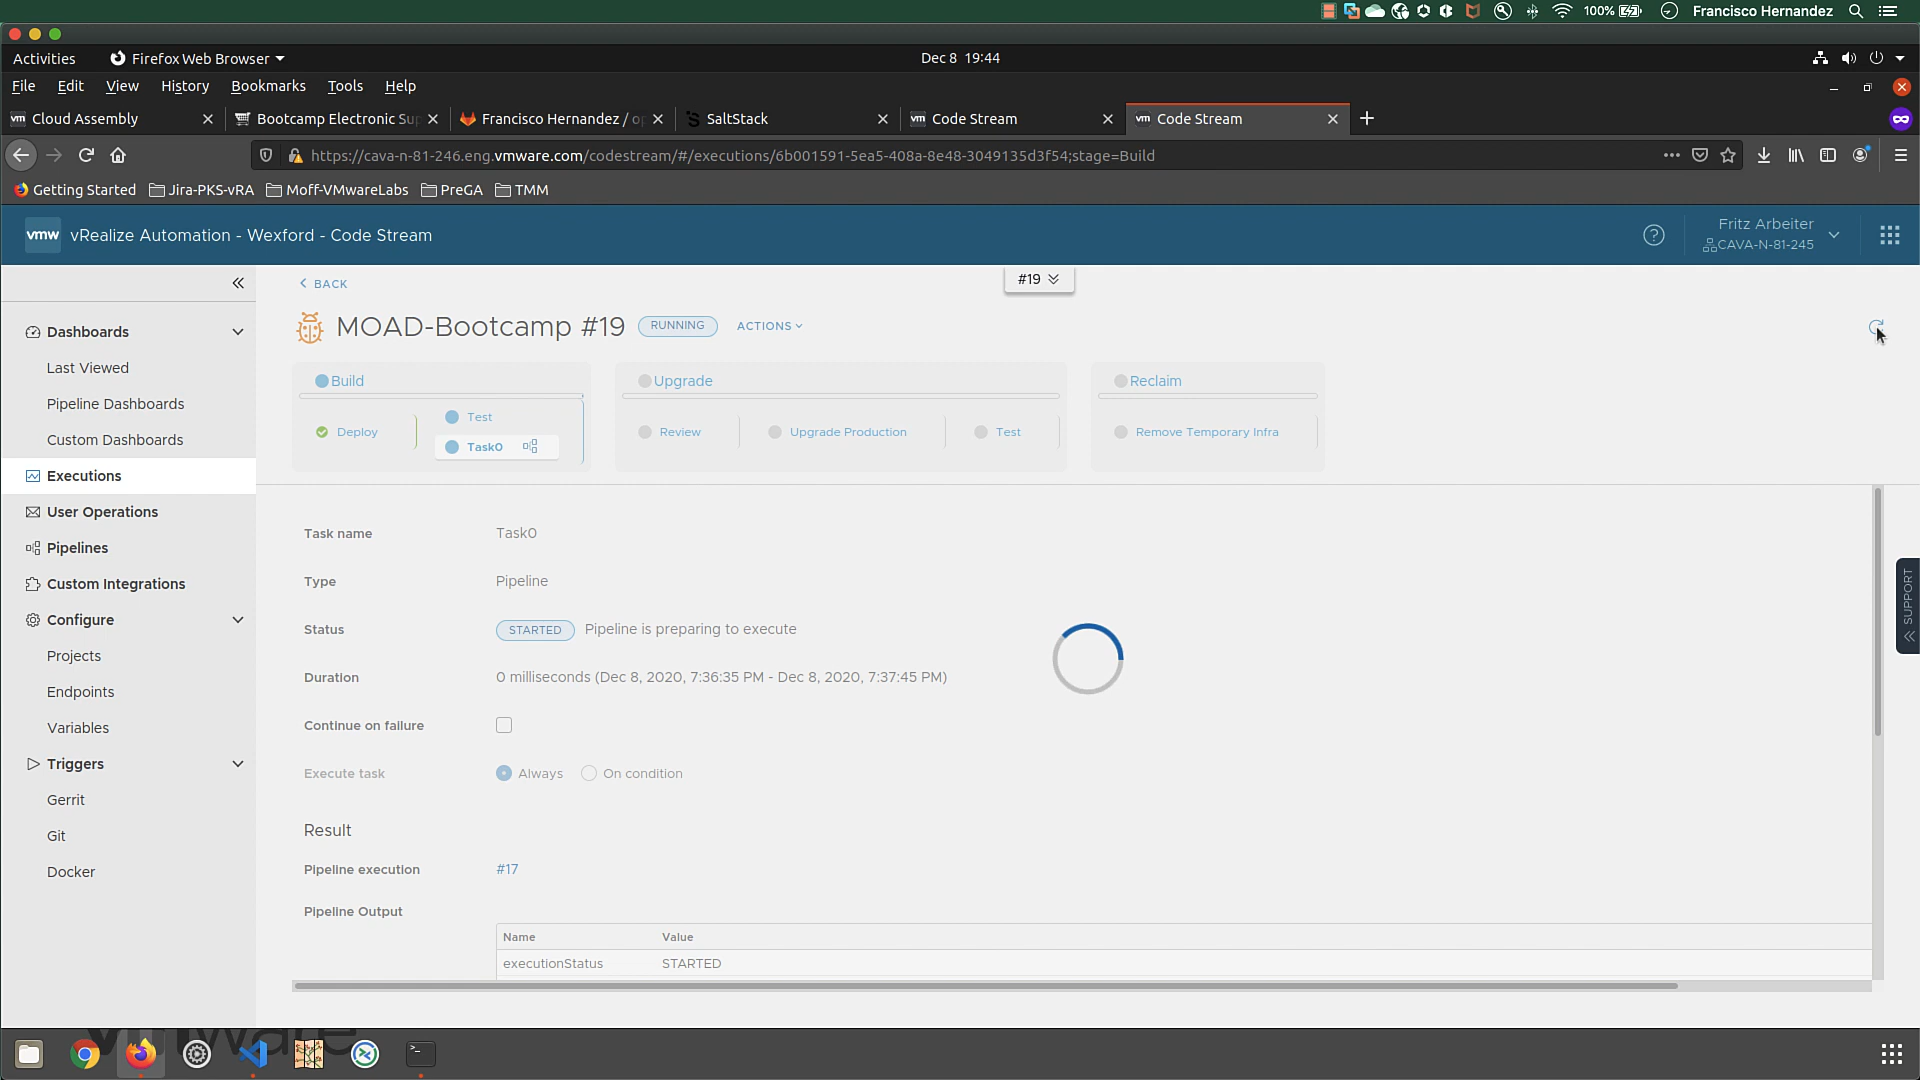 100%
Francisco Hernandez
Activities
Firefox Web Browser
Dec 8 19:44
File
Edit
View
History
Bookmarks
Tools
Help
vm Cloud Assembly
Bootcamp Electronic Su
Francisco Hernandez / o
SaltStack
vm Code Stream
vm Code Stream
https://cava-n-81-246.eng.vmware.com/codestream/#/executions/6b001591-5ea5-408a-8e48-3049135d3f54;stage=Build
Getting Started
Jira-PKS-vRA
Moff-VMwareLabs
PreGA
TMM
vmw vRealize Automation - Wexford - Code Stream
Fritz Arbeiter
CAVA-N-81-245
Dashboards
Last Viewed
Pipeline Dashboards
Custom Dashboards
Executions
User Operations
Pipelines
Custom Integrations
Configure
Projects
Endpoints
Variables
Triggers
Gerrit
Git
Docker
BACK
#19
MOAD-Bootcamp #19
RUNNING
ACTIONS
Build
Deploy
Test
Task0
Upgrade
Review
Upgrade Production
Test
Reclaim
Remove Temporary Infra
Task name Task0
Type Pipeline
Status STARTED Pipeline is preparing to execute
Duration 0 milliseconds (Dec 8, 2020, 7:36:35 PM - Dec 8, 2020, 7:37:45 PM)
Continue on failure
Execute task Always On condition
Result
Pipeline execution #17
Pipeline Output
Name Value
executionStatus STARTED
SUPPORT
vmware